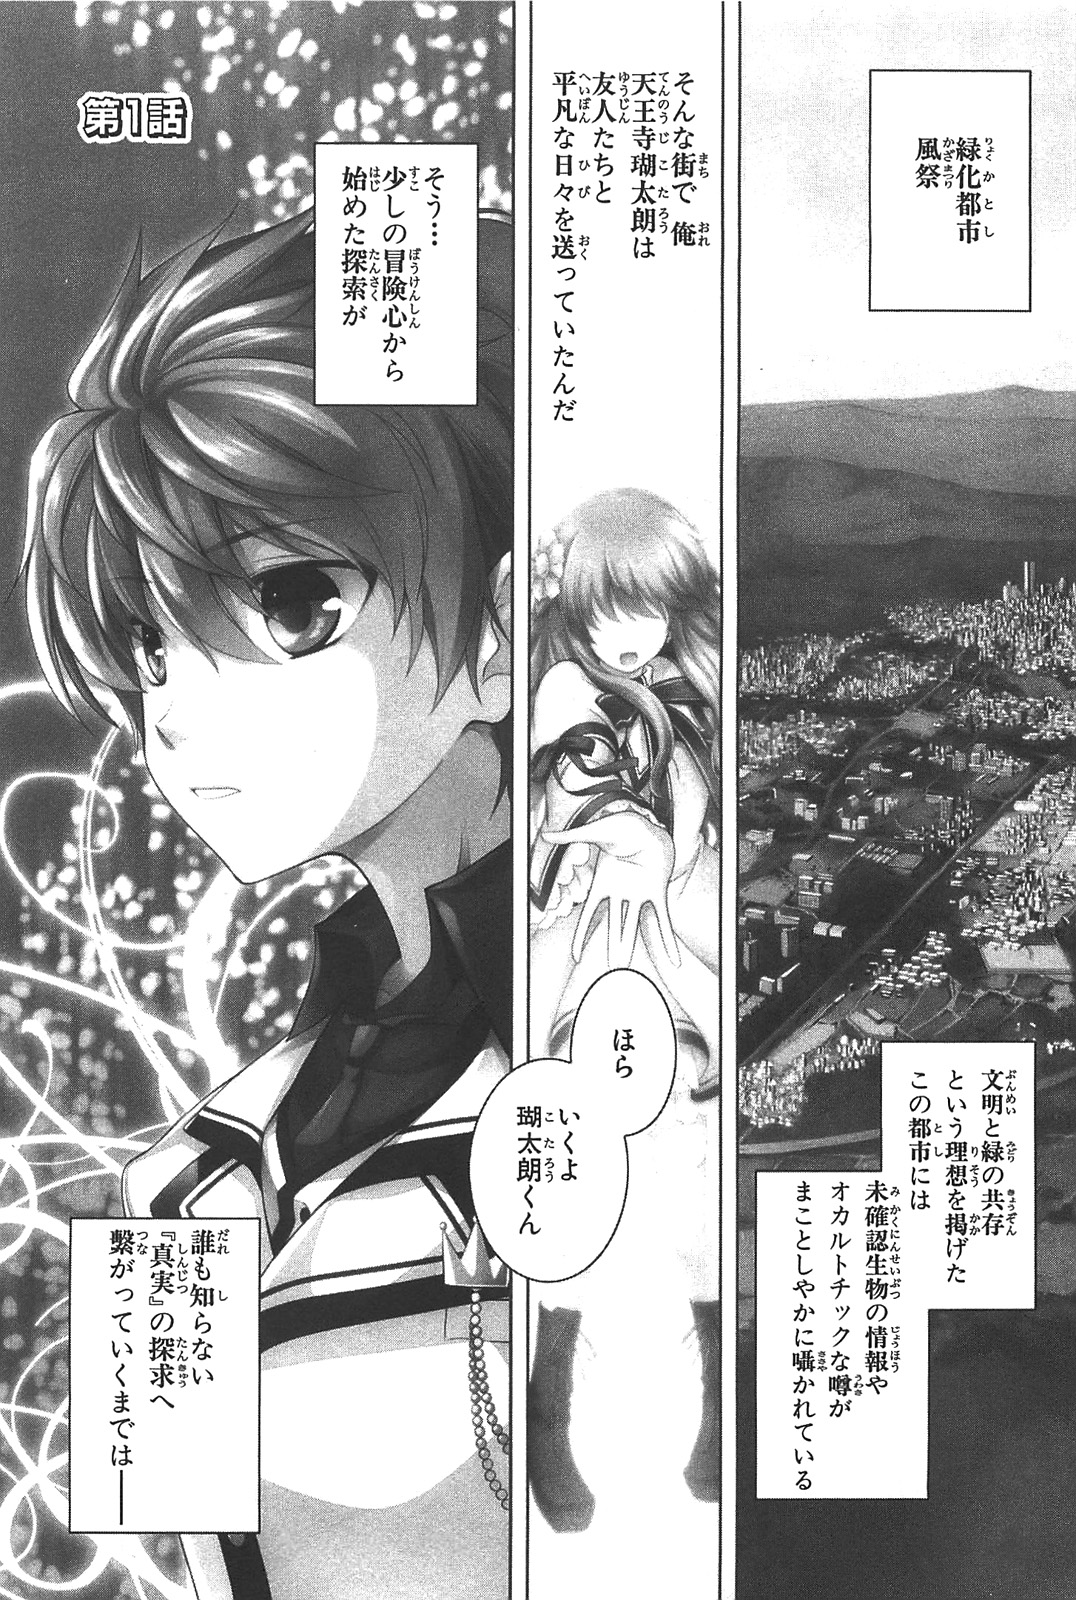 緑化都市
風祭
文明と緑の共存
という理想を掲げた
この都市には
未確認生物の情報や
オカルトチックな噂が
まことしやかに囁かれている
そんな街で 俺
天王寺瑚太朗は
友人たちと
平凡な日々を送っていたんだ
ほら
いくよ
瑚太朗くん
そう…
少しの冒険心から
始めた探索が
誰も知らない
『真実』の探求へ
繋がっていくまでは――
第1話